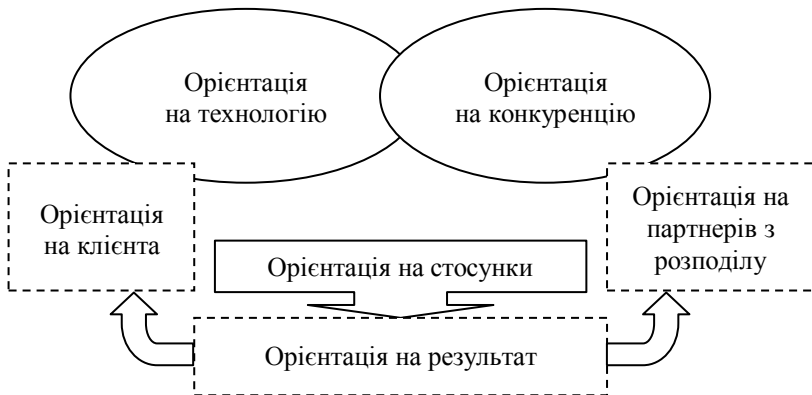 Орієнтація
на технологію
Орієнтація
на конкуренцію
Орієнтація
на клієнта
Орієнтація на
партнерів з
розподілу
Орієнтація на стосунки
Орієнтація на результат